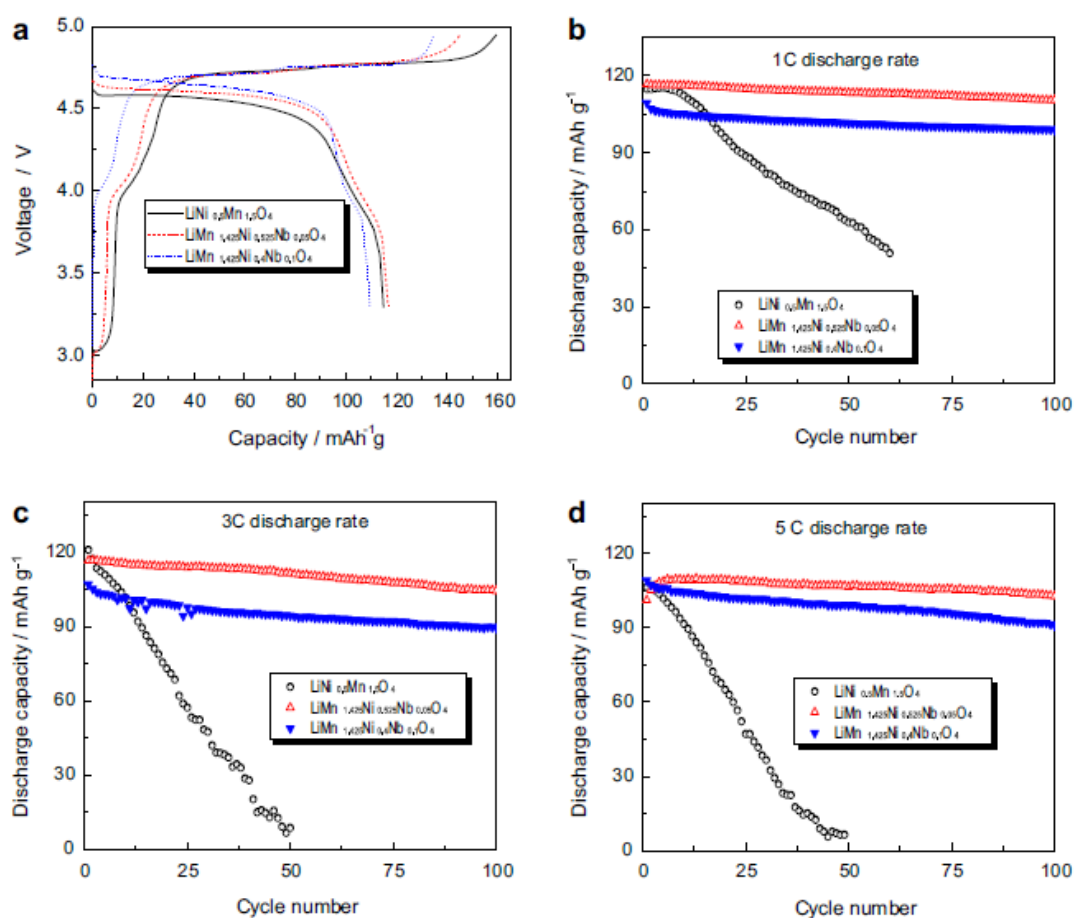 a
5.0
4.5
4.0
3.5
3.0
Voltage / V
LiNi 0,5Mn 1,5O4
LiMn 1,425Ni 0,525Nb 0,05O4
LiMn 1,425Ni 0,4Nb 0,1O4
0 20 40 60 80 100 120 140 160
Capacity / mAh-1g
b
1C discharge rate
120
90
60
30
0
Discharge capacity / mAh g-1
LiNi 0,5Mn 1,5O4
LiMn 1,425Ni 0,525Nb 0,05O4
LiMn 1,425Ni 0,4Nb 0,1O4
0 25 50 75 100
Cycle number
c
3C discharge rate
120
90
60
30
0
Discharge capacity / mAh g–1
LiNi 0,5Mn 1,5O4
LiMn 1,425Ni 0,525Nb 0,05O4
LiMn 1,425Ni 0,4Nb 0,1O4
0 25 50 75 100
Cycle number
d
5 C discharge rate
120
90
60
30
0
Discharge capacity / mAh g–1
LiNi 0,5Mn 1,5O4
LiMn 1,425Ni 0,525Nb 0,05O4
LiMn 1,425Ni 0,4Nb 0,1O4
0 25 50 75 100
Cycle number